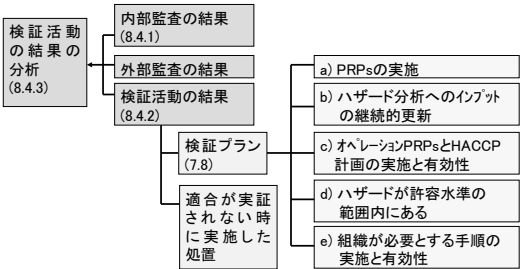 検証活動
の結果の
分析
(8.4.3)
内部監査の結果
(8.4.1)
外部監査の結果
検証活動の結果
(8.4.2)
検証プラン
(7.8)
適合が実証
されない時
に実施した
処置
a) PRPsの実施
b) ハザード分析へのｲﾝﾌﾟｯﾄ
の継続的更新
c) ｵﾍﾟﾚｰｼｮﾝPRPsとHACCP
計画の実施と有効性
d) ハザードが許容水準の
範囲内にある
e) 組織が必要とする手順の
実施と有効性